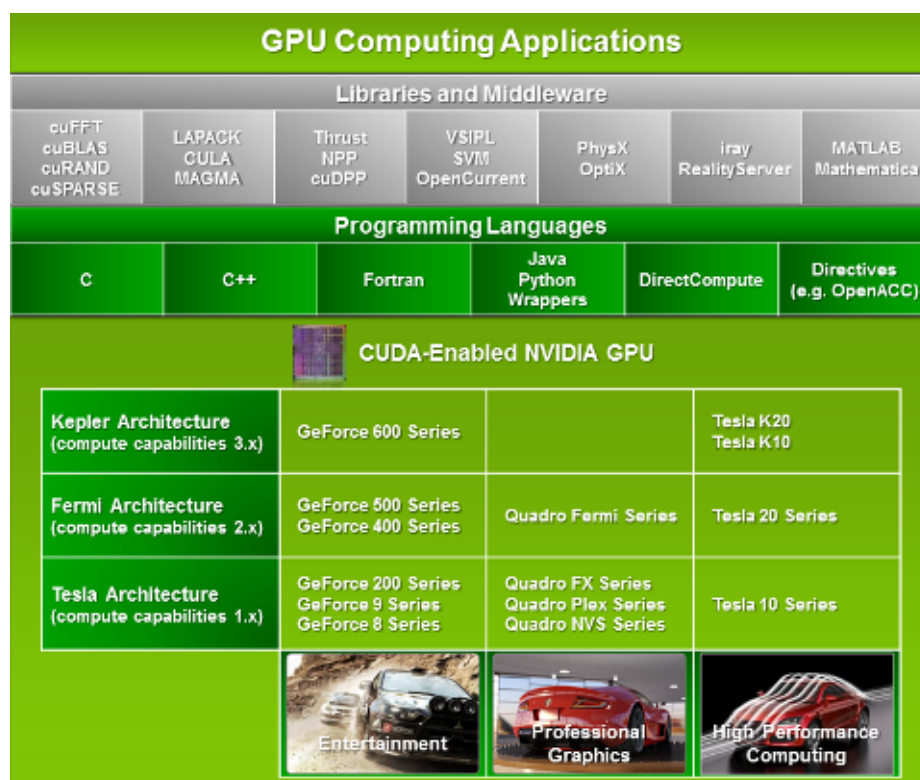 GPU Computing Applications
Libraries and Middleware
cuFFT
cuBLAS
cuRAND
cuSPARSE
LAPACK
CULA
MAGMA
Thrust
NPP
cuDPP
VSIPL
SVM
OpenCurrent
PhysX
OptiX
iray
RealityServer
MATLAB
Mathematica
Programming Languages
C
C++
Fortran
Java
Python
Wrappers
DirectCompute
Directives
(e.g. OpenACC)
CUDA-Enabled NVIDIA GPU
Kepler Architecture
(compute capabilities 3.x)
GeForce 600 Series
Tesla K20
Tesla K10
Fermi Architecture
(compute capabilities 2.x)
GeForce 500 Series
GeForce 400 Series
Quadro Fermi Series
Tesla 20 Series
Tesla Architecture
(compute capabilities 1.x)
GeForce 200 Series
GeForce 9 Series
GeForce 8 Series
Quadro FX Series
Quadro Plex Series
Quadro NVS Series
Tesla 10 Series
Entertainment
Professional
Graphics
High Performance
Computing